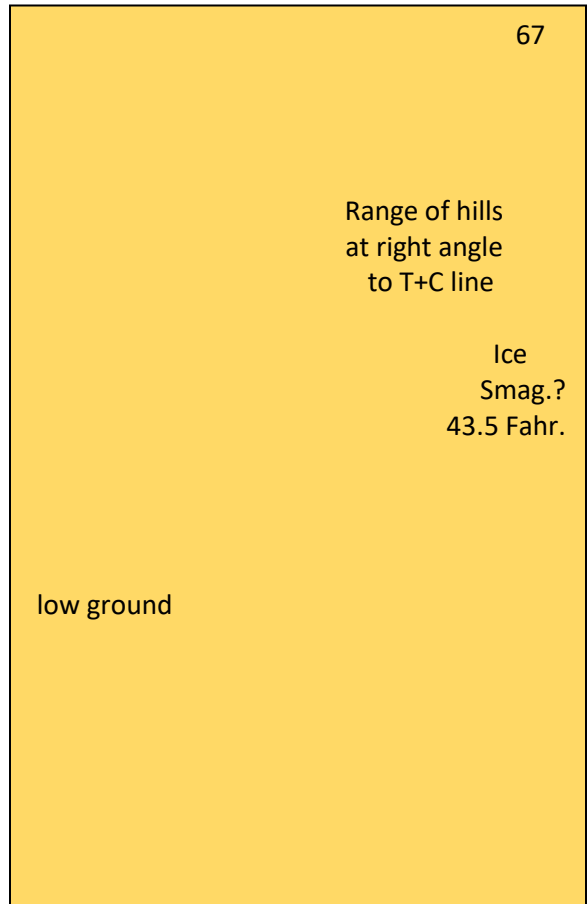 67
Range of hills
at right angle
to T+C line
Ice
Smag.?
43.5 Fahr.
low ground